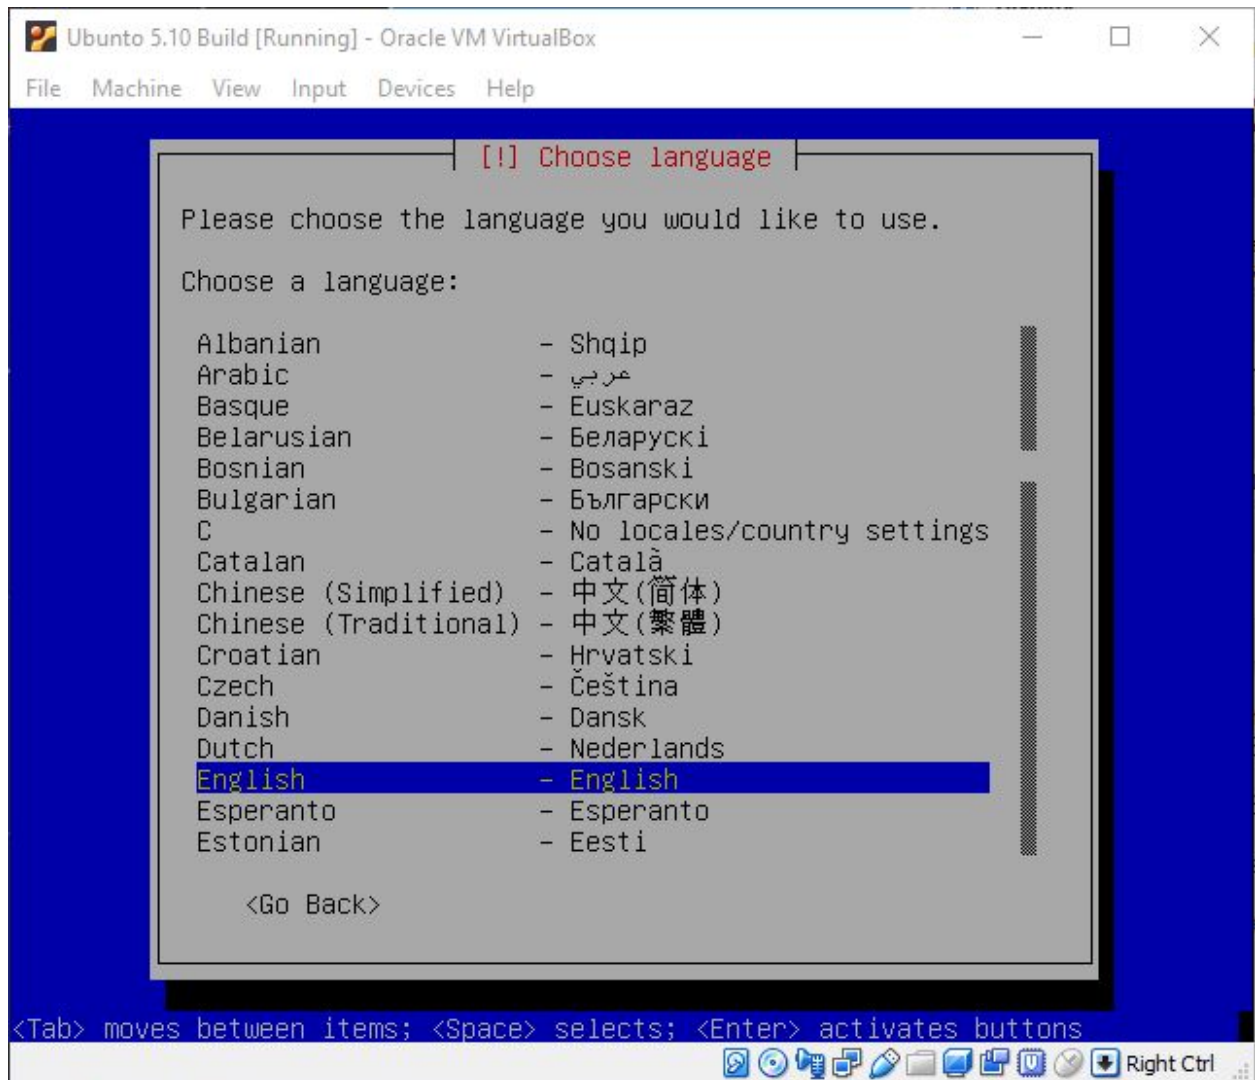 Ubunto 5.10 Build [Running] - Oracle VM VirtualBox
File Machine View Input Devices Help
[!] Choose language
Please choose the language you would like to use.
Choose a language:
Albanian - Shqip
Arabic - عربي
Basque - Euskaraz
Belarusian - Беларускі
Bosnian - Bosanski
Bulgarian - Български
C - No locales/country settings
Catalan - Català
Chinese (Simplified) - 中文(简体)
Chinese (Traditional) - 中文(繁體)
Croatian - Hrvatski
Czech - Čeština
Danish - Dansk
Dutch - Nederlands
English - English
Esperanto - Esperanto
Estonian - Eesti
<Go Back>
<Tab> moves between items; <Space> selects; <Enter> activates buttons
Right Ctrl